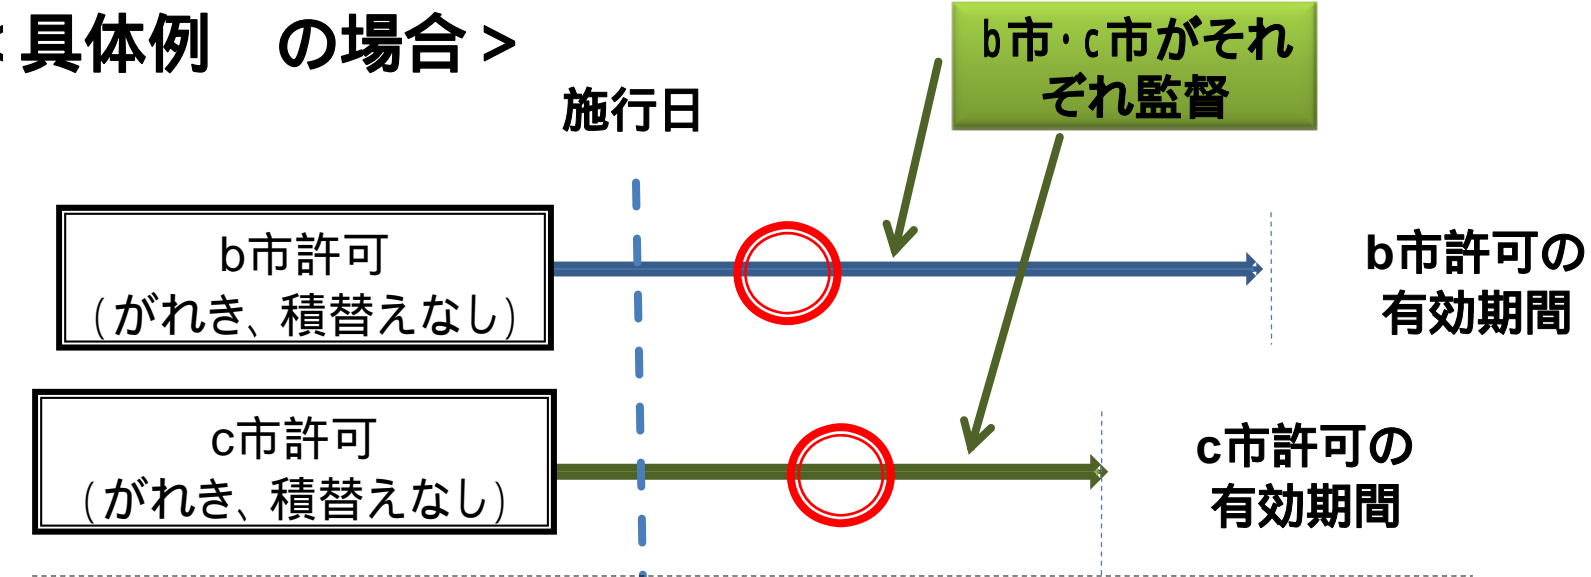 <具体例　の場合>
b市・c市がそれ
ぞれ監督
施行日
b市許可
(がれき、積替えなし)
b市許可の
有効期間
c市許可
(がれき、積替えなし)
c市許可の
有効期間